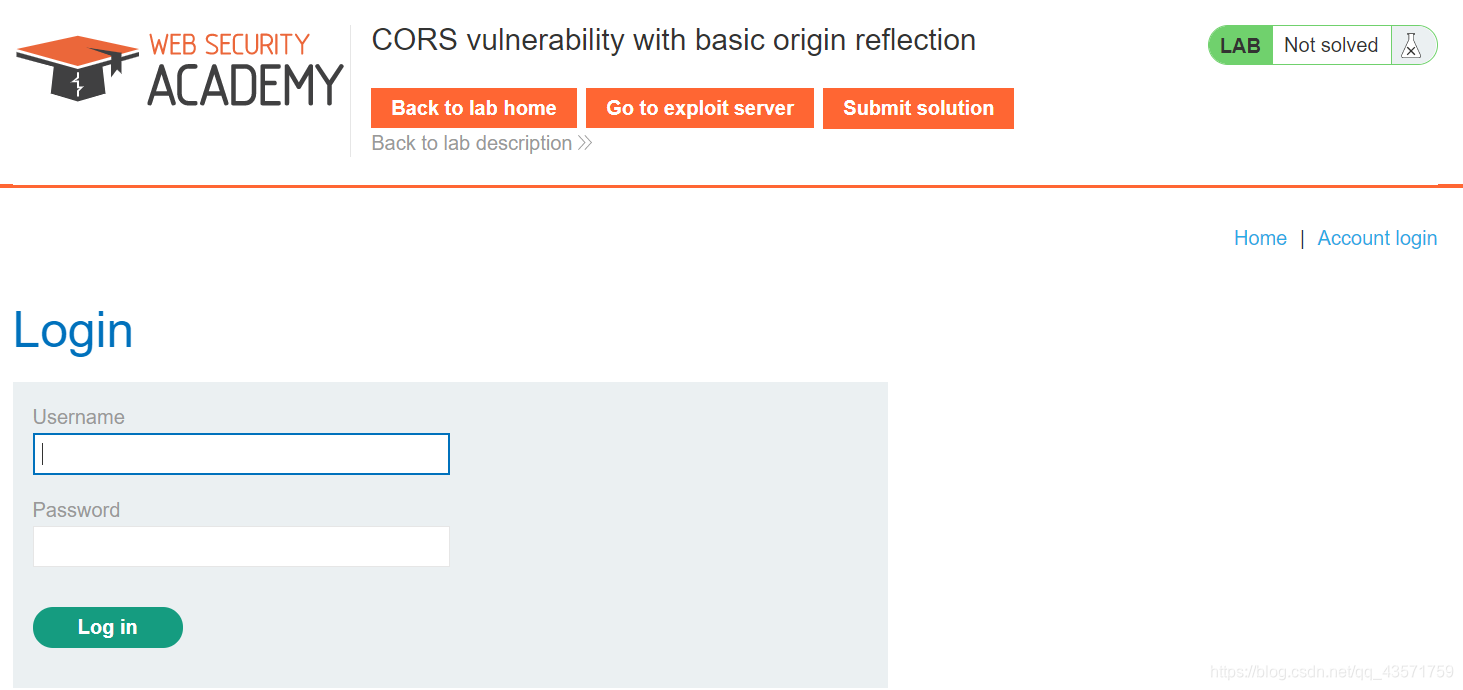 WEB SECURITY
ACADEMY
CORS vulnerability with basic origin reflection
Back to lab home
Go to exploit server
Submit solution
Back to lab description
LAB
Not solved
Home | Account login
Login
Username
Password
Log in
https://blog.csdn.net/qq_43571759